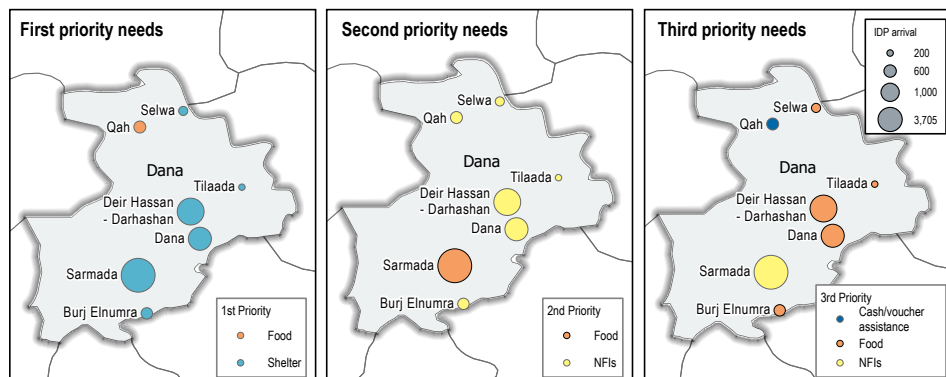 First priority needs
Selwa
Qah
Dana
Tilaada
Deir Hassan
- Darhashan
Dana
Sarmada
Burj Elnumra
1st Priority
Food
Shelter
Second priority needs
Selwa
Qah
Dana
Tilaada
Deir Hassan
- Darhashan
Dana
Sarmada
Burj Elnumra
2nd Priority
Food
NFIs
Third priority needs
IDP arrival
200
600
1,000
3,705
Selwa
Qah
Dana
Tilaada
Deir Hassan
- Darhashan
Dana
Sarmada
Burj Elnumra
3rd Priority
Cash/voucher
assistance
Food
NFIs